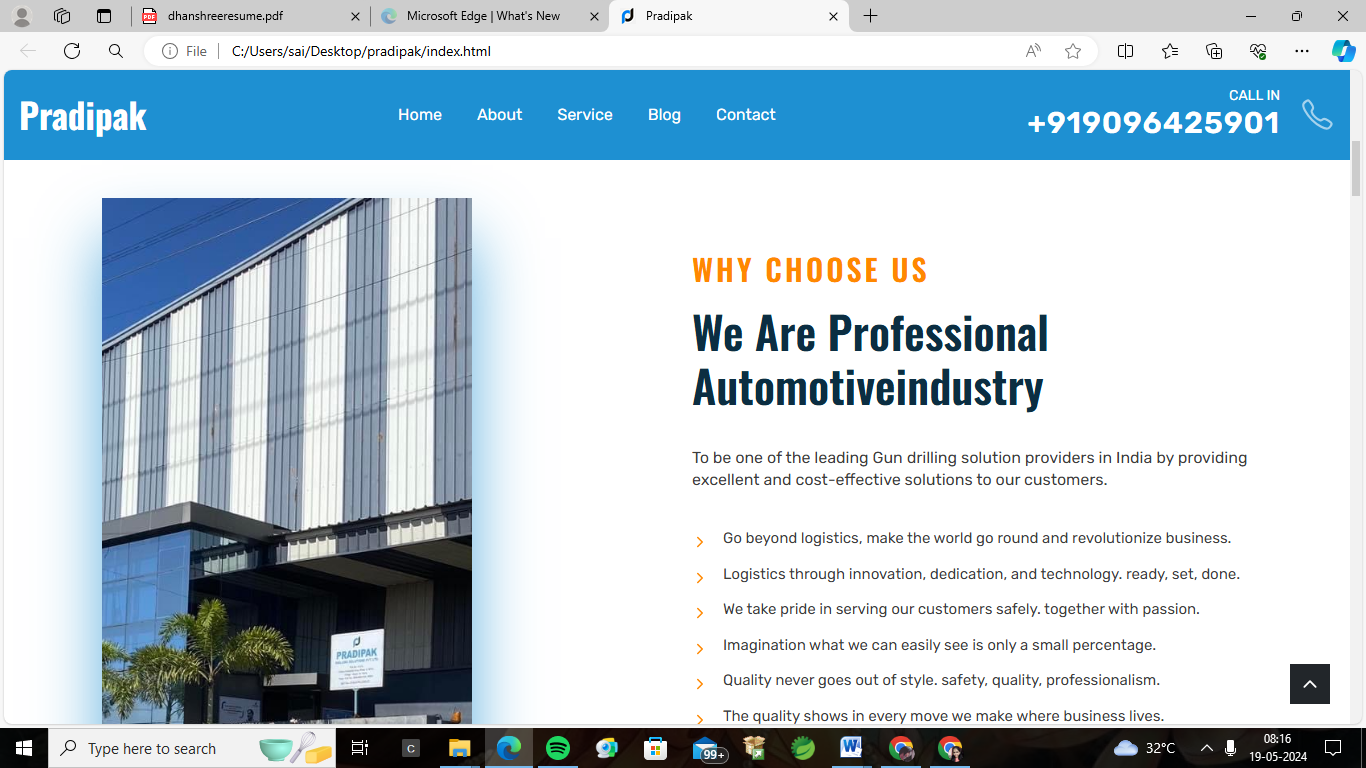 dhanshreeresume.pdf
Microsoft Edge | What's New
Pradipak
File
C:/Users/sai/Desktop/pradipak/index.html
Pradipak
Home
About
Service
Blog
Contact
CALL IN
+919096425901
WHY CHOOSE US
We Are Professional
Automotiveindustry
To be one of the leading Gun drilling solution providers in India by providing
excellent and cost-effective solutions to our customers.
Go beyond logistics, make the world go round and revolutionize business.
Logistics through innovation, dedication, and technology. ready, set, done.
We take pride in serving our customers safely. together with passion.
Imagination what we can easily see is only a small percentage.
Quality never goes out of style. safety, quality, professionalism.
The quality shows in every move we make where business lives.
PRADIPAK
Type here to search
C
99+
32°C
08:16
19-05-2024